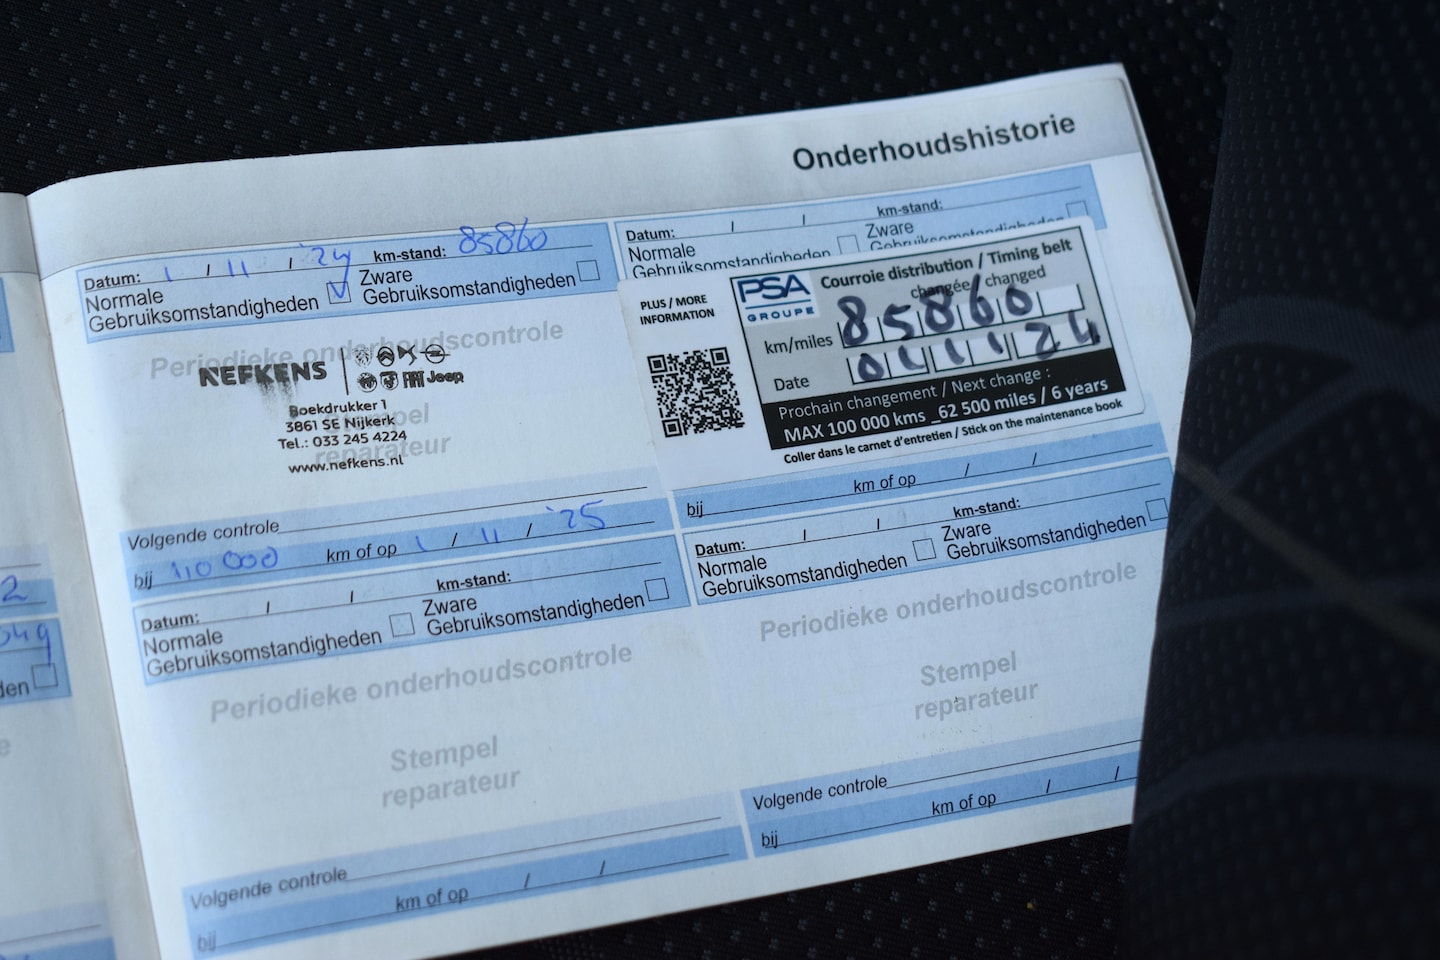 Onderhoudshistorie
Datum: 1 / 11 / '24 km-stand: 85860
Normale
Gebruiksomstandigheden
Zware
Gebruiksomstandigheden
Periodieke onderhoudscontrole
NEFKENS
FIAT Jeep
Stempel
reparateur
Boekdrukker 1
3861 SE Nijkerk
Tel.: 033 245 4224
www.nefkens.nl
Volgende controle
bij 110 000 km of op 1 / 11 / '25
Datum: / / km-stand:
Normale
Gebruiksomstandigheden
Zware
Gebruiksomstandigheden
PLUS / MORE
INFORMATION
PSA
GROUPE
Courroie distribution / Timing belt
changée / changed
km/miles 85860
Date 011124
Prochain changement / Next change :
MAX 100 000 kms _62 500 miles / 6 years
Coller dans le carnet d'entretien / Stick on the maintenance book
bij km of op / /
Datum: / / km-stand:
Normale
Gebruiksomstandigheden
Zware
Gebruiksomstandigheden
Periodieke onderhoudscontrole
Stempel
reparateur
Volgende controle
bij km of op / /
Datum: / / km-stand:
Normale
Gebruiksomstandigheden
Zware
Gebruiksomstandigheden
Periodieke onderhoudscontrole
Stempel
reparateur
Volgende controle
bij km of op / /